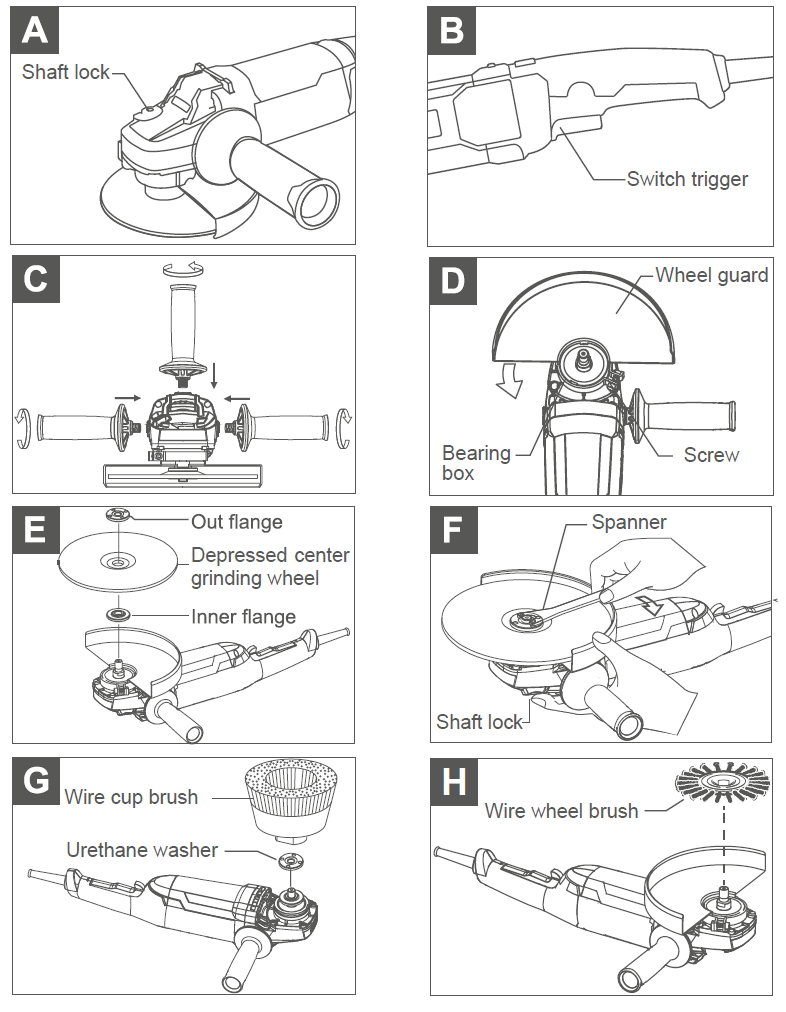 A
Shaft lock
B
Switch trigger
C
D
Wheel guard
Bearing
box
Screw
E
Out flange
Depressed center
grinding wheel
Inner flange
F
Spanner
Shaft lock
G
Wire cup brush
Urethane washer
H
Wire wheel brush